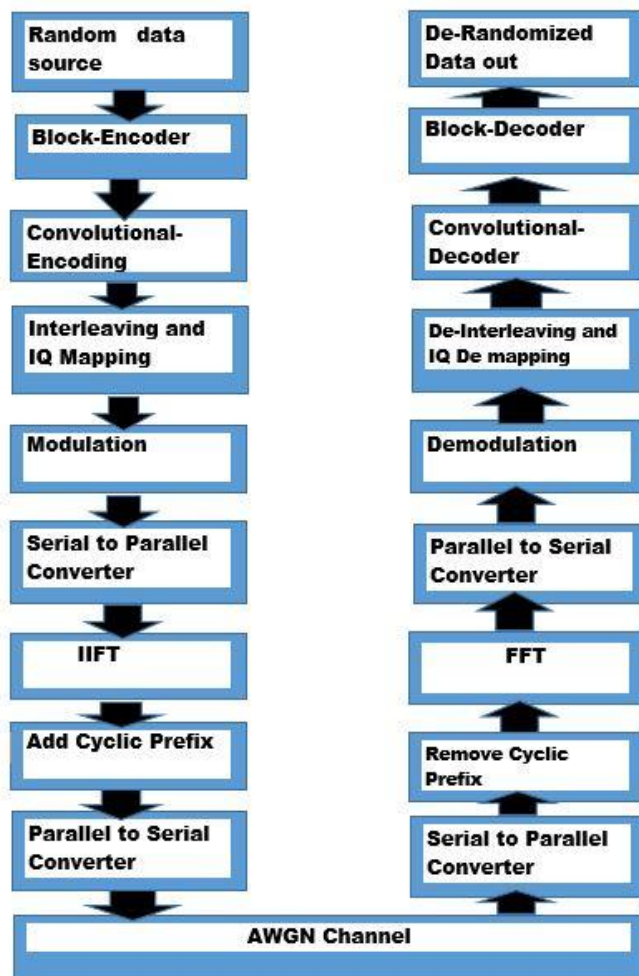 Random data
source
Block-Encoder
Convolutional-
Encoding
Interleaving and
IQ Mapping
Modulation
Serial to Parallel
Converter
IIFT
Add Cyclic Prefix
Parallel to Serial
Converter
AWGN Channel
De-Randomized
Data out
Block-Decoder
Convolutional-
Decoder
De-Interleaving and
IQ De mapping
Demodulation
Parallel to Serial
Converter
FFT
Remove Cyclic
Prefix
Serial to Parallel
Converter